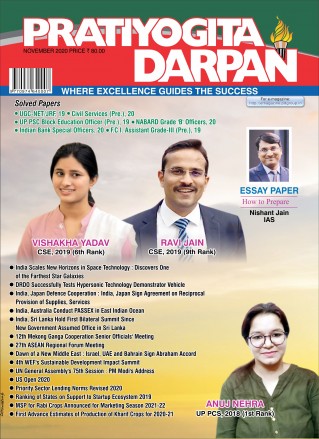 PRATIYOGITA
DARPAN
NOVEMBER 2020 PRICE ₹ 80.00
WHERE EXCELLENCE GUIDES THE SUCCESS
Solved Papers
● UGC-NET/JRF, 19 ● Civil Services (Pre.), 20
● UP PSC Block Education Officer (Pre.), 19 ● NABARD Grade 'B' Officers, 20
● Indian Bank Special Officers, 20 ● F.C.I. Assistant Grade-III (Pre.), 19
ESSAY PAPER
How to Prepare
Nishant Jain
IAS
VISHAKHA YADAV
CSE, 2019 (6th Rank)
RAVI JAIN
CSE, 2019 (9th Rank)
● India Scales New Horizons in Space Technology : Discovers One
of the Farthest Star Galaxies
● DRDO Successfully Tests Hypersonic Technology Demonstrator Vehicle
● India, Japan Defence Cooperation : India, Japan Sign Agreement on Reciprocal
Provision of Supplies, Services
● India, Australia Conduct PASSEX in East Indian Ocean
● India, Sri Lanka Hold First Bilateral Summit Since
New Government Assumed Office in Sri Lanka
● 12th Mekong Ganga Cooperation Senior Officials' Meeting
● 27th ASEAN Regional Forum Meeting
● Dawn of a New Middle East : Israel, UAE and Bahrain Sign Abraham Accord
● 4th WEF's Sustainable Development Impact Summit
● UN General Assembly's 75th Session : PM Modi's Address
● US Open 2020
● Priority Sector Lending Norms Revised 2020
● Ranking of States on Support to Startup Ecosystem 2019
● MSP for Rabi Crops Announced for Marketing Season 2021-22
● First Advance Estimates of Production of Kharif Crops for 2020-21
ANUJ NEHRA
UP PCS, 2018 (1st Rank)